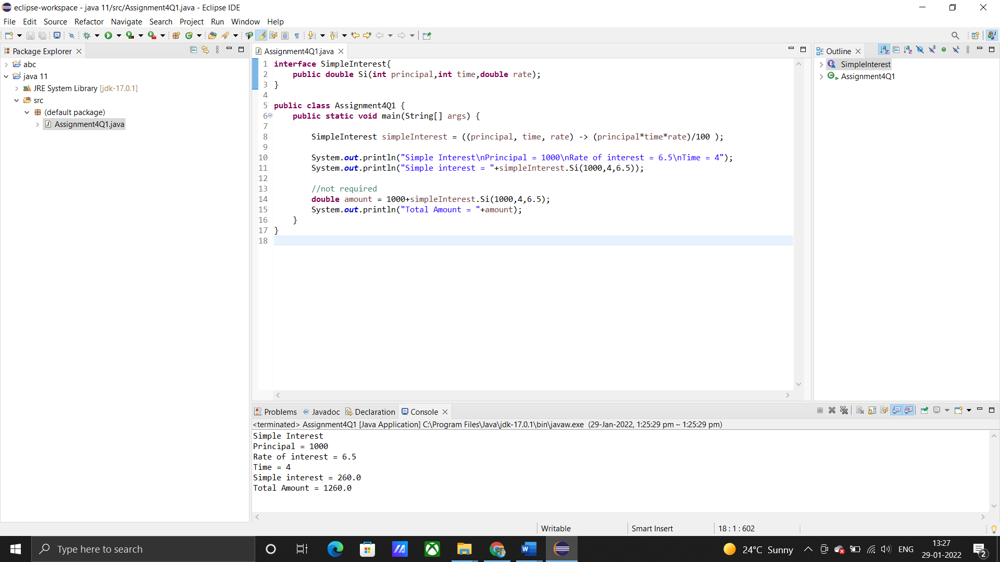 eclipse-workspace - java 11/src/Assignment4Q1.java - Eclipse IDE
File Edit Source Refactor Navigate Search Project Run Window Help
Package Explorer
abc
java 11
JRE System Library [jdk-17.0.1]
src
(default package)
Assignment4Q1.java
Assignment4Q1.java
1 interface SimpleInterest{
2     public double Si(int principal,int time,double rate);
3 }
4
5 public class Assignment4Q1 {
6     public static void main(String[] args) {
7
8         SimpleInterest simpleInterest = ((principal, time, rate) -> (principal*time*rate)/100 );
9
10         System.out.println("Simple Interest\nPrincipal = 1000\nRate of interest = 6.5\nTime = 4");
11         System.out.println("Simple interest = "+simpleInterest.Si(1000,4,6.5));
12
13         //not required
14         double amount = 1000+simpleInterest.Si(1000,4,6.5);
15         System.out.println("Total Amount = "+amount);
16     }
17 }
18
Outline
SimpleInterest
Assignment4Q1
Problems @ Javadoc Declaration Console
<terminated> Assignment4Q1 [Java Application] C:\Program Files\Java\jdk-17.0.1\bin\javaw.exe (29-Jan-2022, 1:25:29 pm – 1:25:29 pm)
Simple Interest
Principal = 1000
Rate of interest = 6.5
Time = 4
Simple interest = 260.0
Total Amount = 1260.0
Writable Smart Insert 18 : 1 : 602
Type here to search
24°C Sunny
ENG
13:27
29-01-2022
2